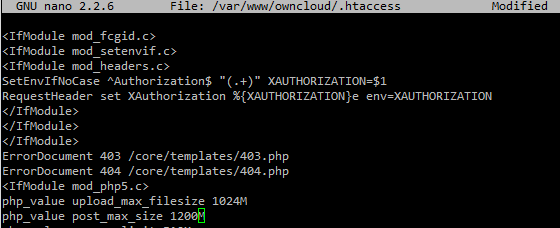 GNU nano 2.2.6 File: /var/www/owncloud/.htaccess Modified
<IfModule mod_fcgid.c>
<IfModule mod_setenvif.c>
<IfModule mod_headers.c>
SetEnvIfNoCase ^Authorization$ "(.+)" XAUTHORIZATION=$1
RequestHeader set XAuthorization %{XAUTHORIZATION}e env=XAUTHORIZATION
</IfModule>
</IfModule>
</IfModule>
ErrorDocument 403 /core/templates/403.php
ErrorDocument 404 /core/templates/404.php
<IfModule mod_php5.c>
php_value upload_max_filesize 1024M
php_value post_max_size 1200M